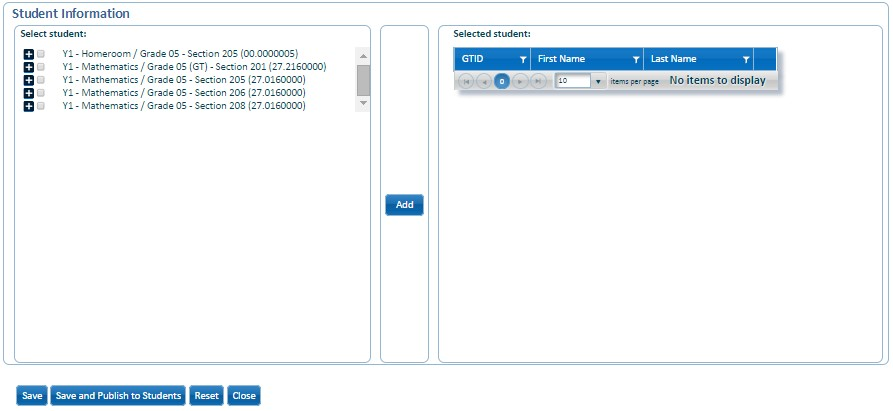 Student Information
Select student:
Y1 - Homeroom / Grade 05 - Section 205 (00.0000005)
Y1 - Mathematics / Grade 05 (GT) - Section 201 (27.2160000)
Y1 - Mathematics / Grade 05 - Section 205 (27.0160000)
Y1 - Mathematics / Grade 05 - Section 206 (27.0160000)
Y1 - Mathematics / Grade 05 - Section 208 (27.0160000)
Add
Selected student:
GTID First Name Last Name
0 10 items per page No items to display
Save Save and Publish to Students Reset Close